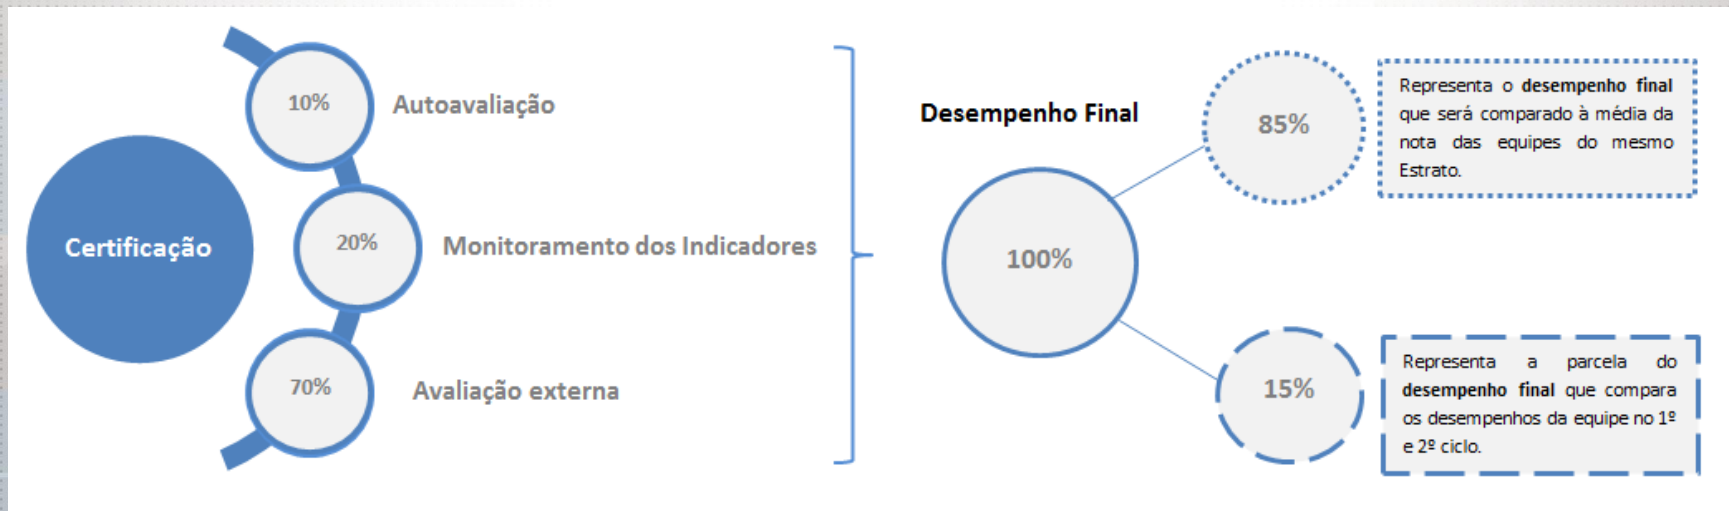 Certificação
10%
Autoavaliação
20%
Monitoramento dos Indicadores
70%
Avaliação externa
Desempenho Final
100%
85%
Representa o desempenho final
que será comparado à média da
nota das equipes do mesmo
Estrato.
15%
Representa a parcela do
desempenho final que compara
os desempenhos da equipe no 1º
e 2º ciclo.